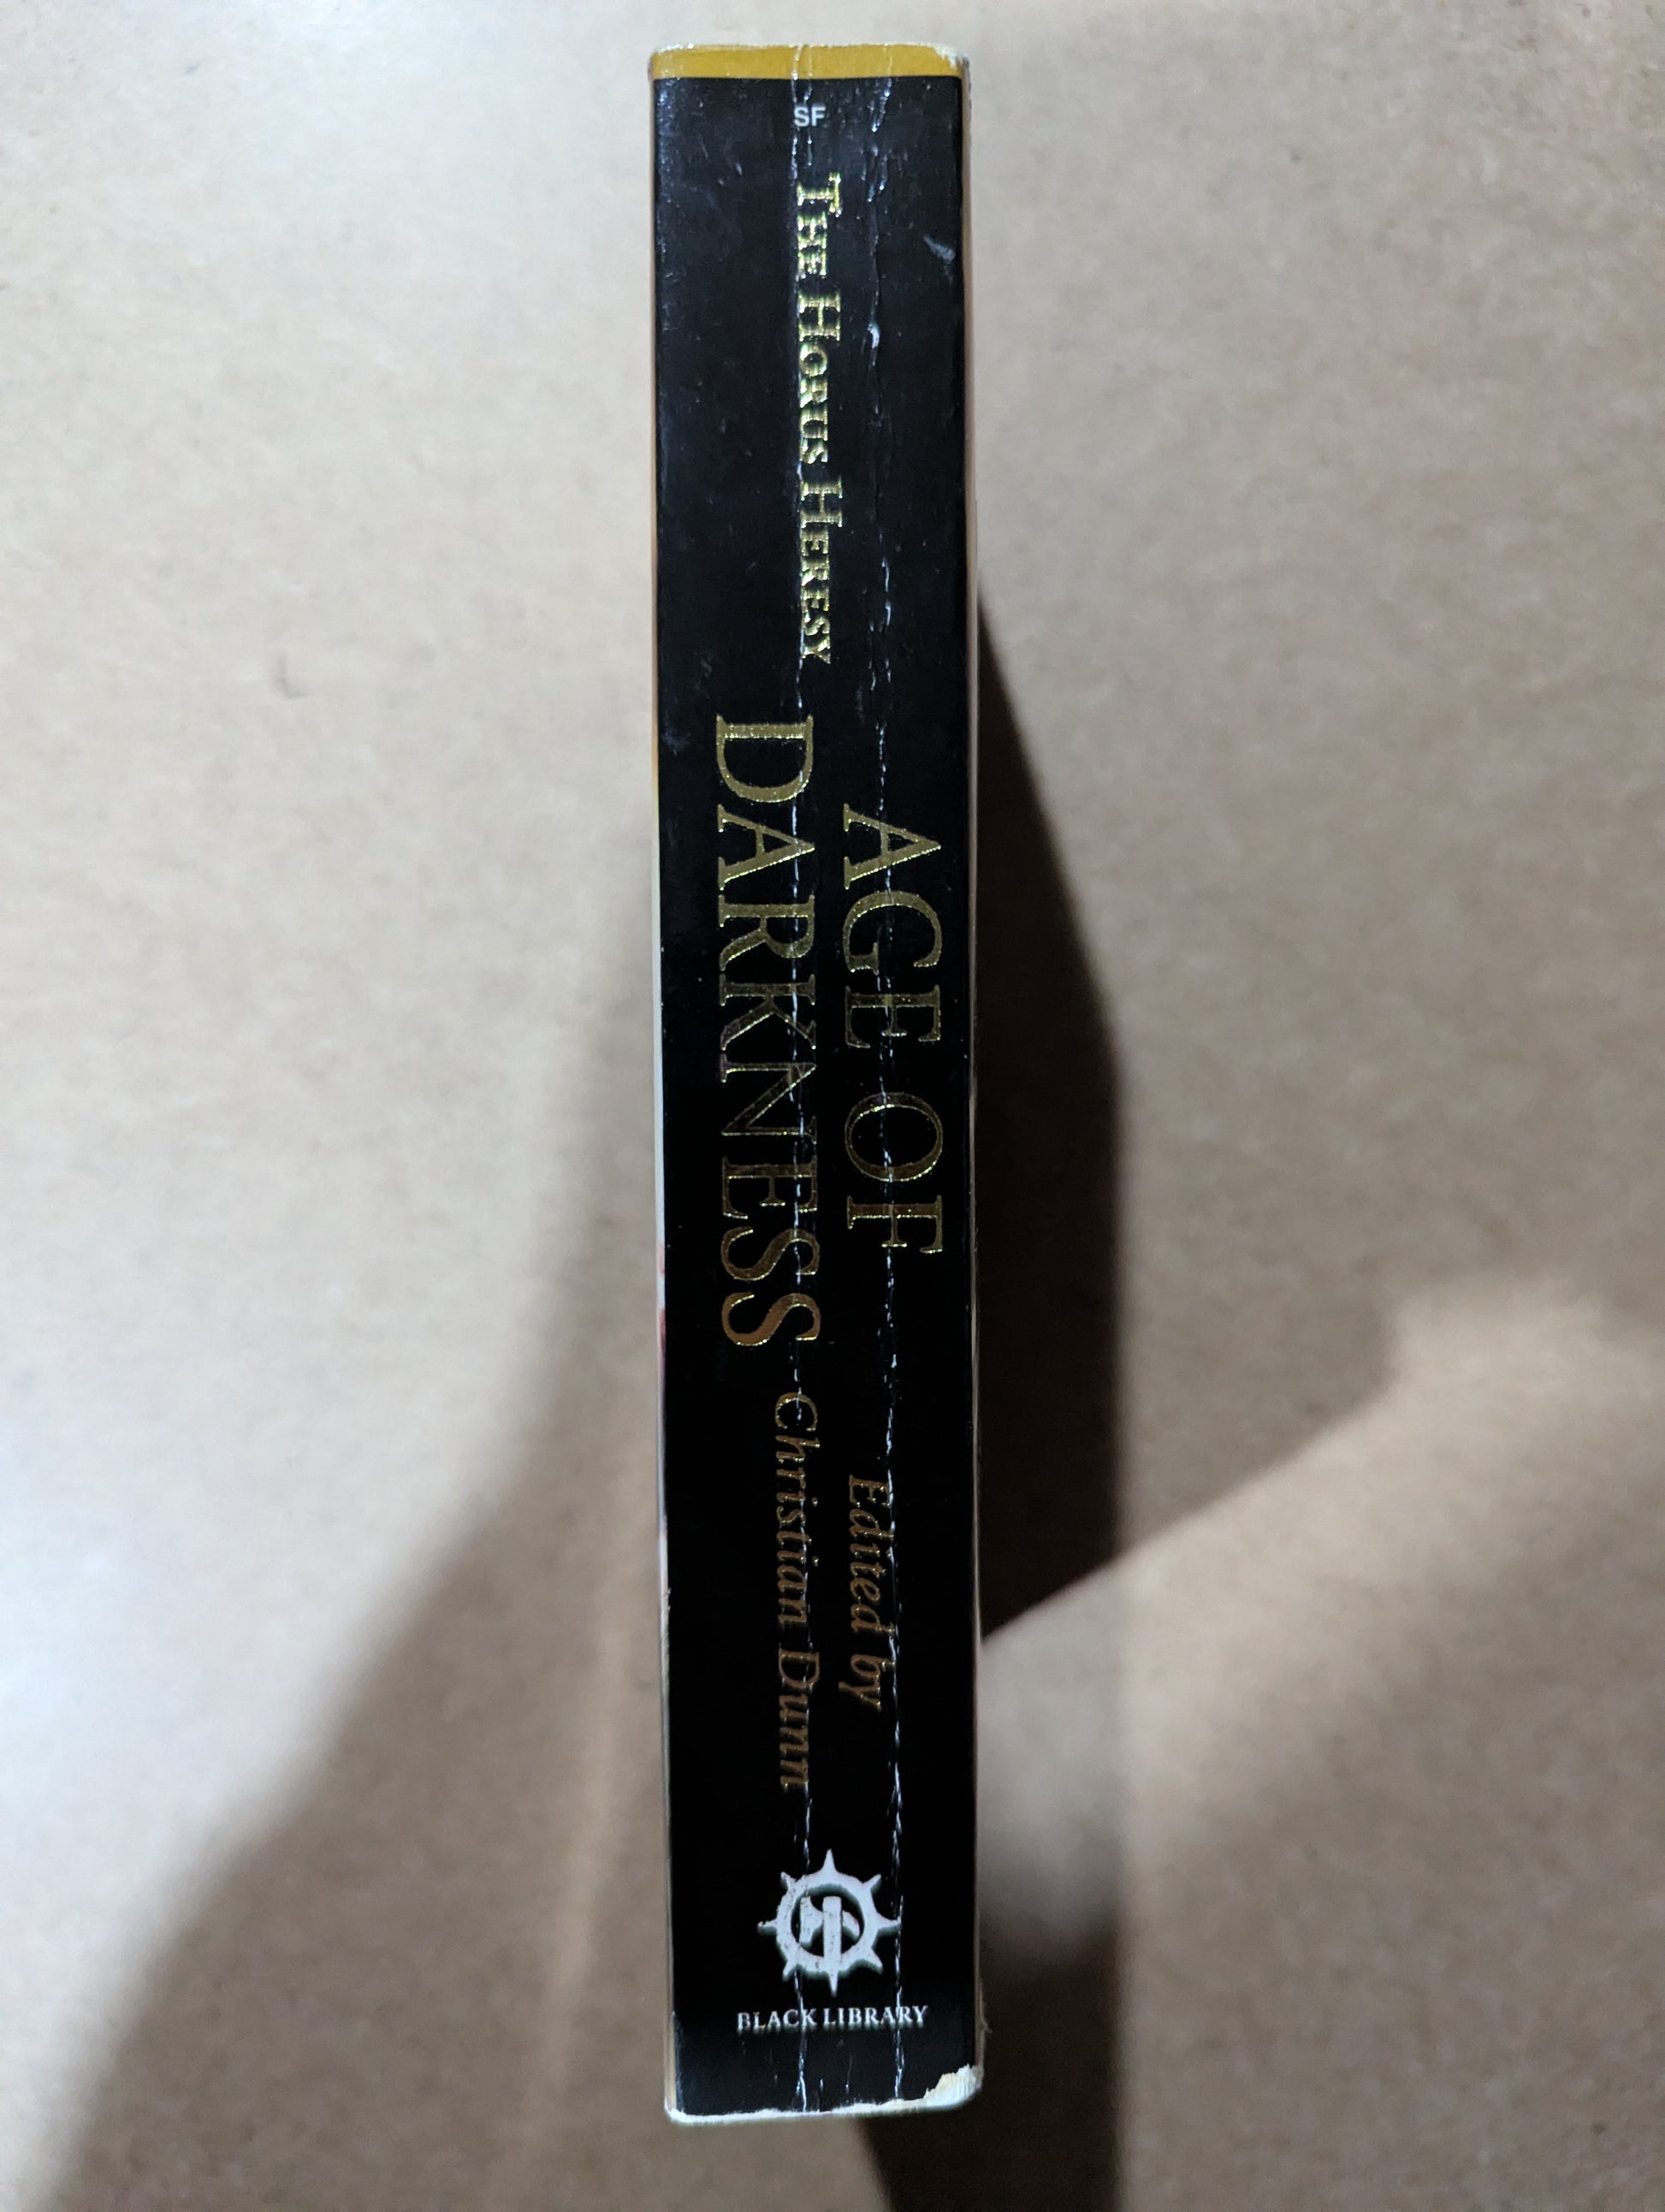 SF
THE HORUS HERESY
AGE OF
DARKNESS
Edited by
Christian Dunn
BLACK LIBRARY